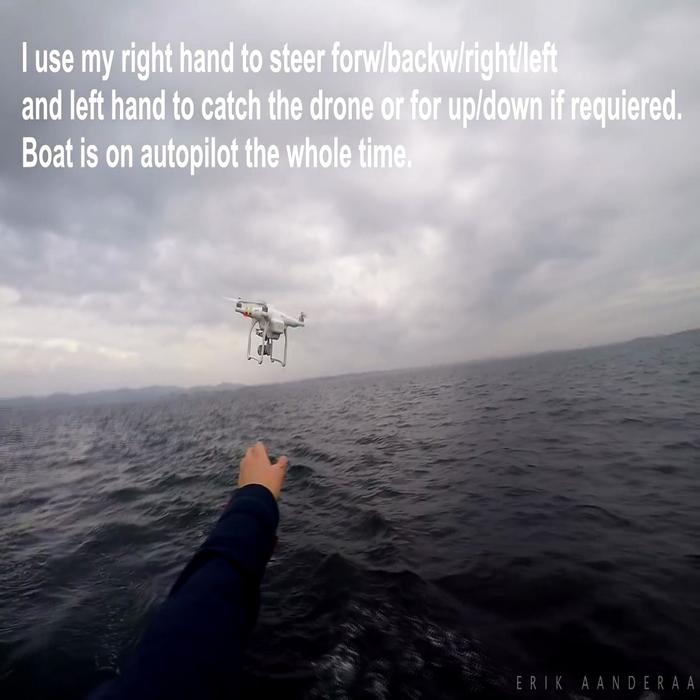 I use my right hand to steer forw/backw/right/left
and left hand to catch the drone or for up/down if requiered.
Boat is on autopilot the whole time.
ERIK AANDERAA